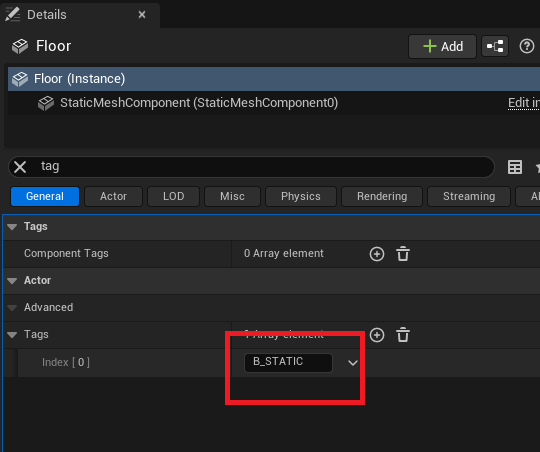 Details
Floor
Add
Floor (Instance)
StaticMeshComponent (StaticMeshComponent0)
Edit in
tag
General Actor LOD Misc Physics Rendering Streaming Al
Tags
Component Tags 0 Array element
Actor
Advanced
Tags 1 Array element
Index [ 0 ] B_STATIC